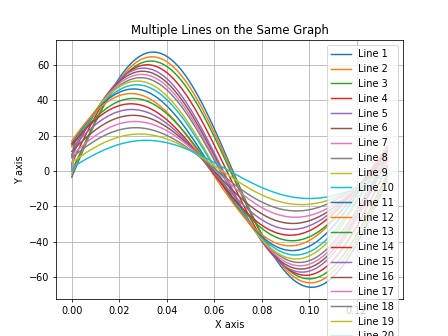 Multiple Lines on the Same Graph
Y axis
60
40
20
0
−20
−40
−60
0.00
0.02
0.04
0.06
0.08
0.10
X axis
Line 1
Line 2
Line 3
Line 4
Line 5
Line 6
Line 7
Line 8
Line 9
Line 10
Line 11
Line 12
Line 13
Line 14
Line 15
Line 16
Line 17
Line 18
Line 19
Line 20